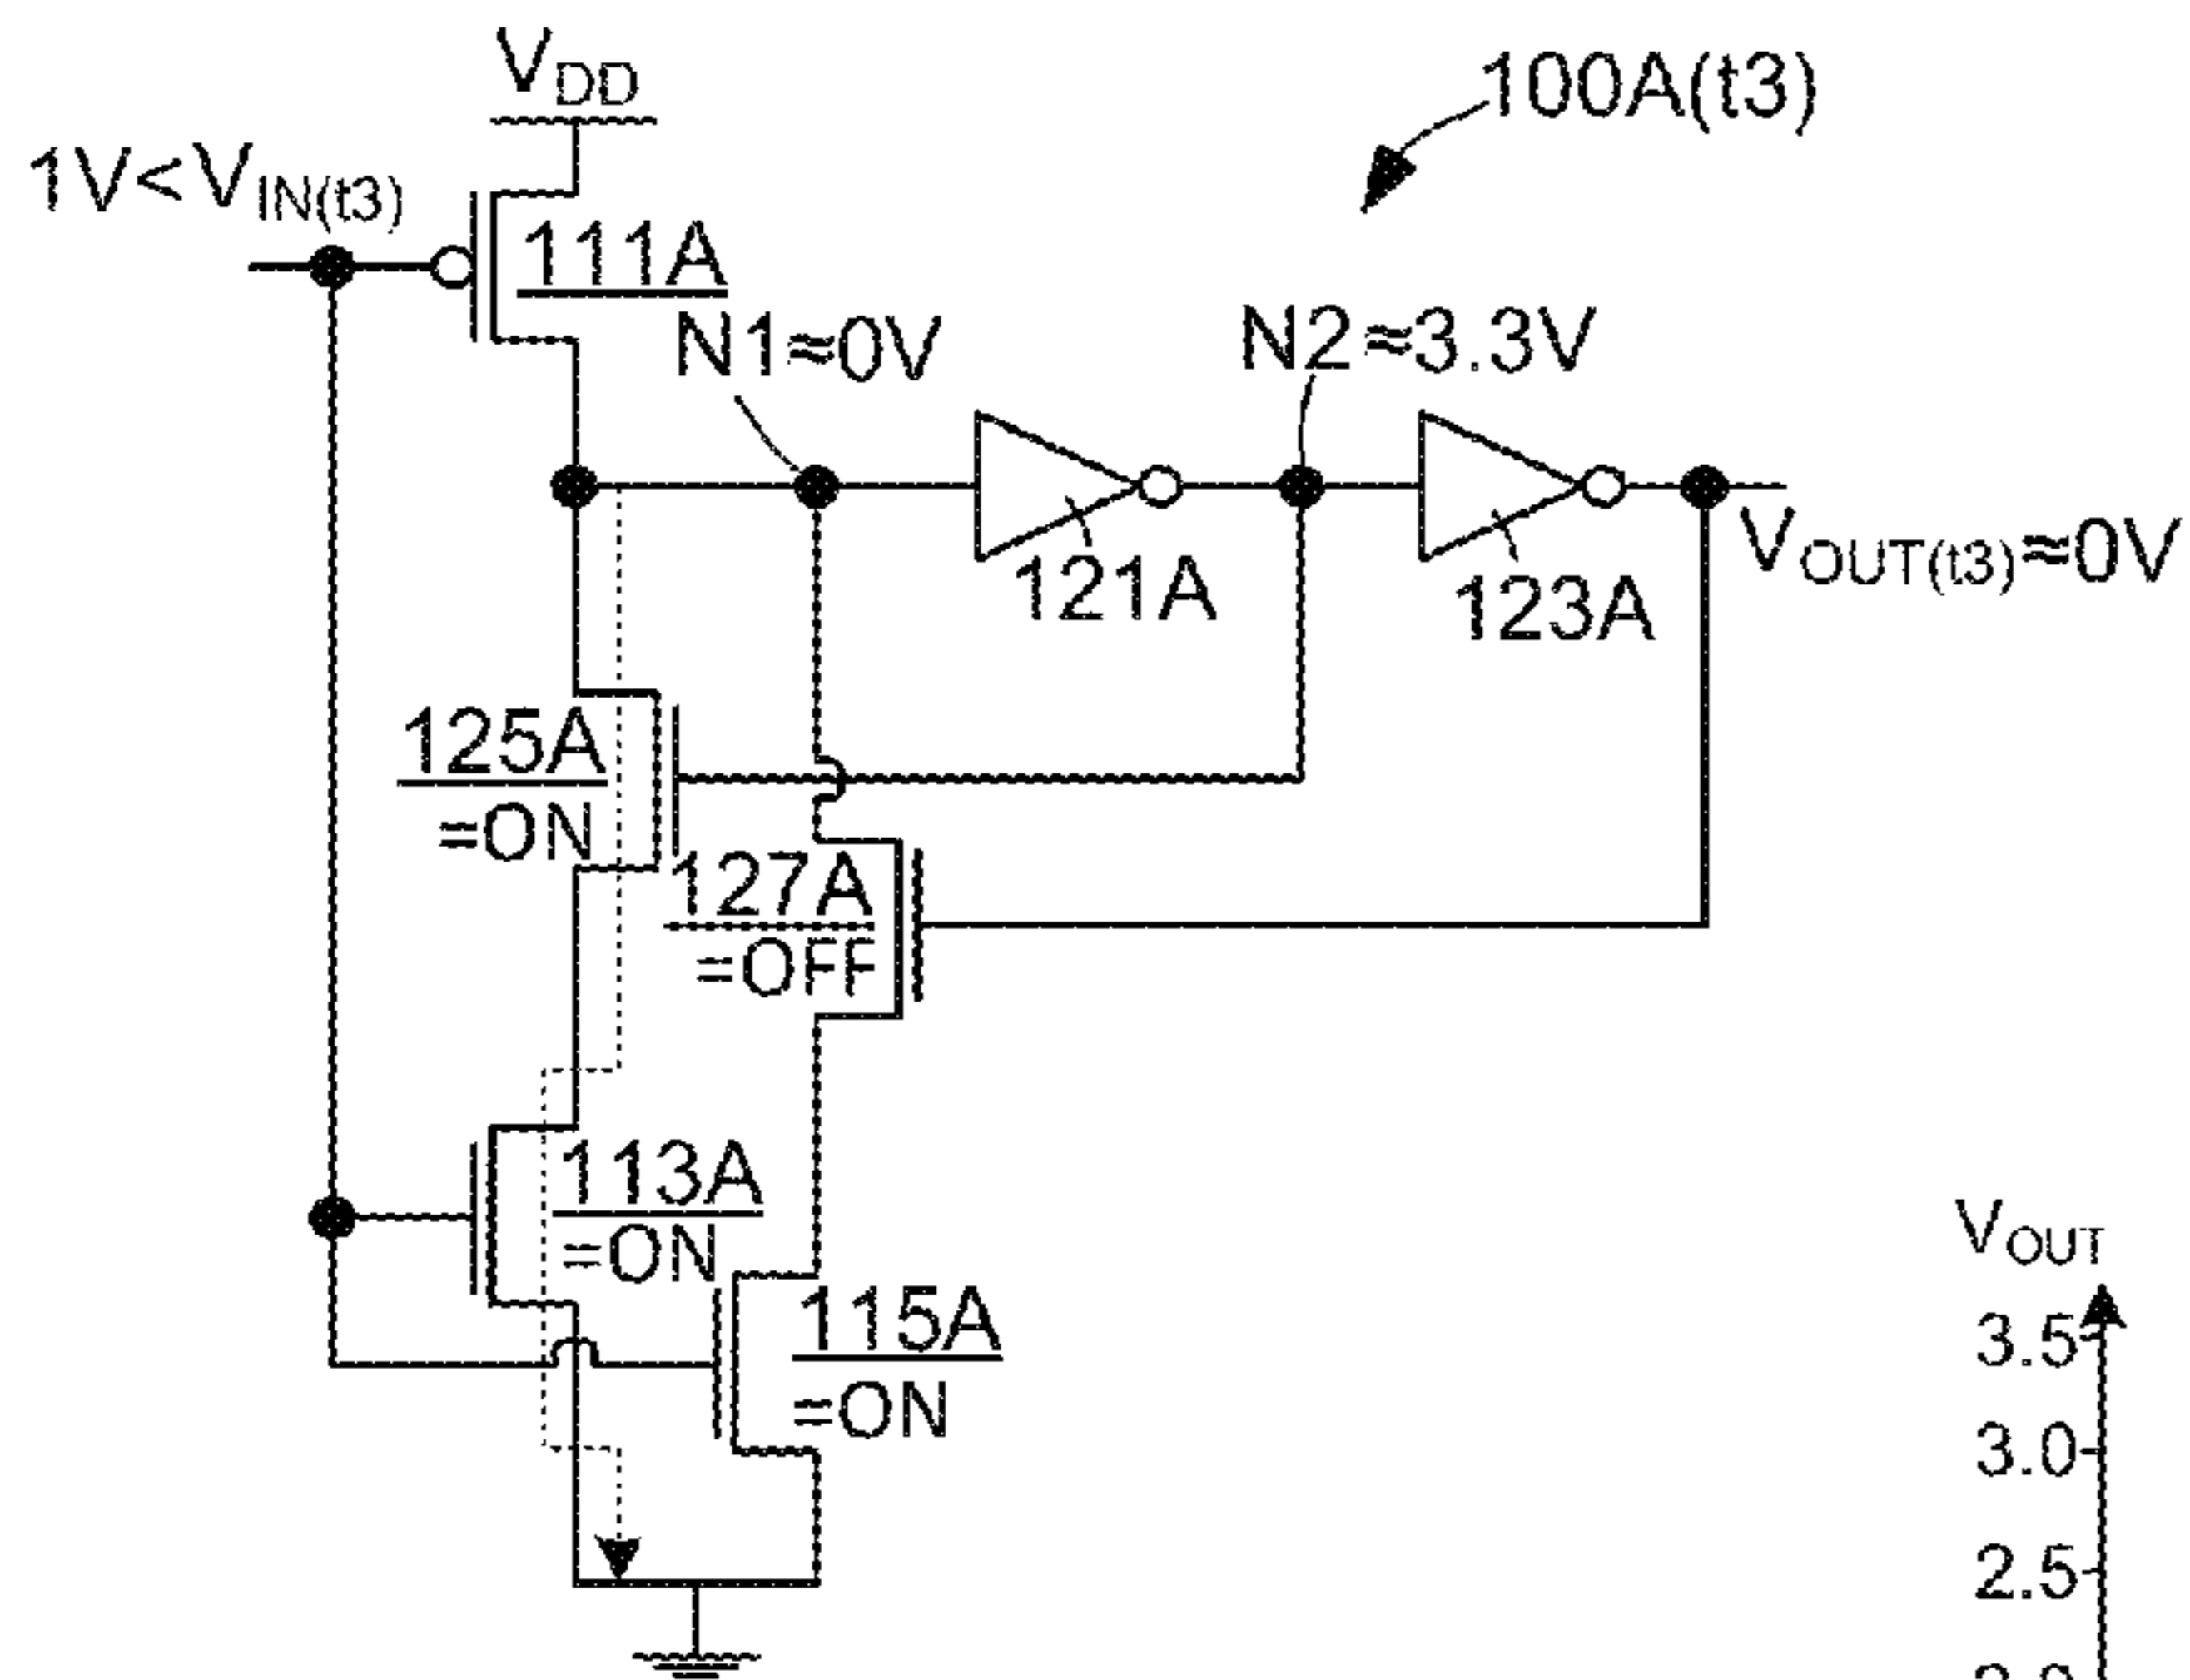 VDD
100A(t3)
1V<VIN(t3)
111A
N1≈0V
N2≈3.3V
121A
123A
VOUT(t3)≈0V
125A
=ON
127A
=OFF
113A
=ON
115A
=ON
VOUT
3.5
3.0
2.5